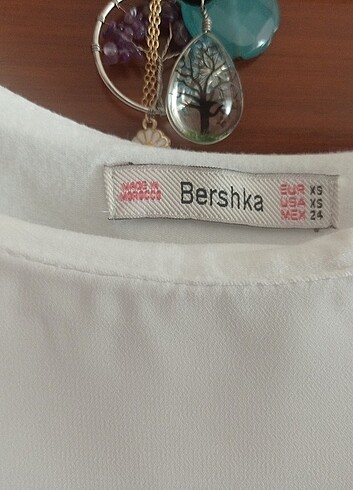 MADE IN
MOROCCO
Bershka
EUR XS
USA XS
MEX 24